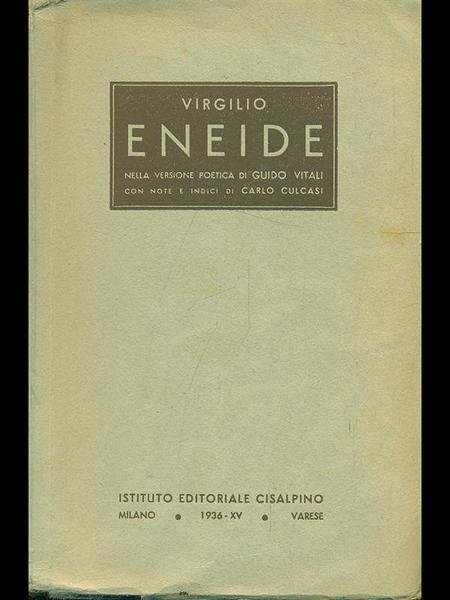 VIRGILIO
ENEIDE
NELLA VERSIONE POETICA DI GUIDO VITALI
CON NOTE E INDICI DI CARLO CULCASI
ISTITUTO EDITORIALE CISALPINO
MILANO • 1936-XV • VARESE